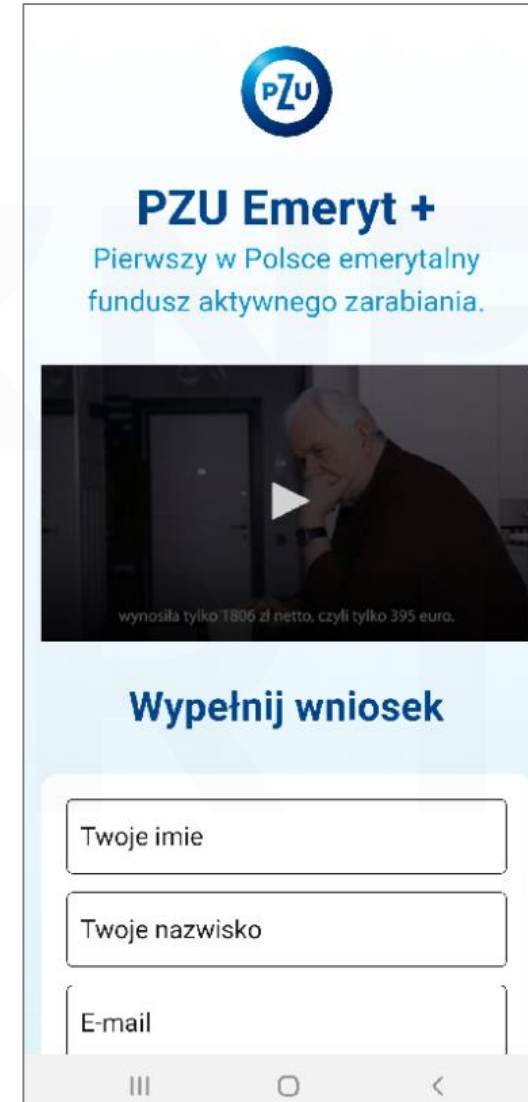 PZU
PZU Emeryt +
Pierwszy w Polsce emerytalny
fundusz aktywnego zarabiania.
wynosiła tylko 1806 zł netto, czyli tylko 395 euro.
Wypełnij wniosek
Twoje imie
Twoje nazwisko
E-mail